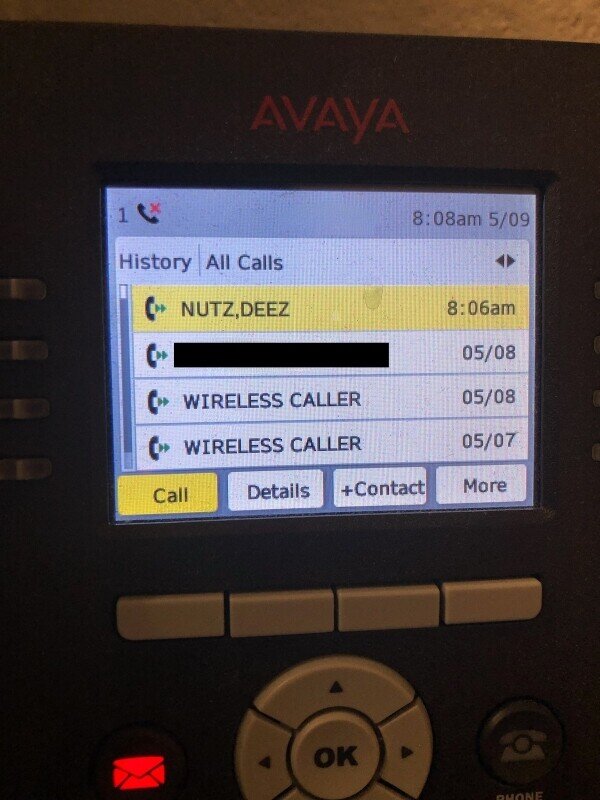 AVAYA
1 8:08am 5/09
History All Calls
NUTZ,DEEZ 8:06am
05/08
WIRELESS CALLER 05/08
WIRELESS CALLER 05/07
Call Details +Contact More
OK
PHONE